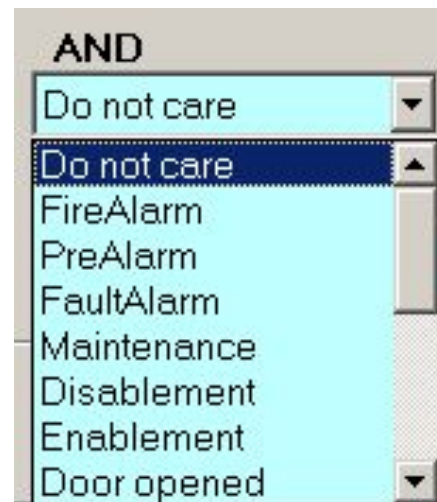 AND
Do not care
Do not care
FireAlarm
PreAlarm
FaultAlarm
Maintenance
Disablement
Enablement
Door opened